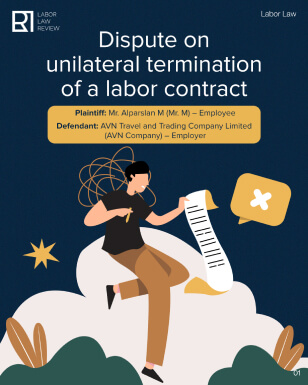 LABOR
LAW
REVIEW
Labor Law
Dispute on
unilateral termination
of a labor contract
Plaintiff: Mr. Alparslan M (Mr. M) – Employee
Defendant: AVN Travel and Trading Company Limited
(AVN Company) – Employer
01